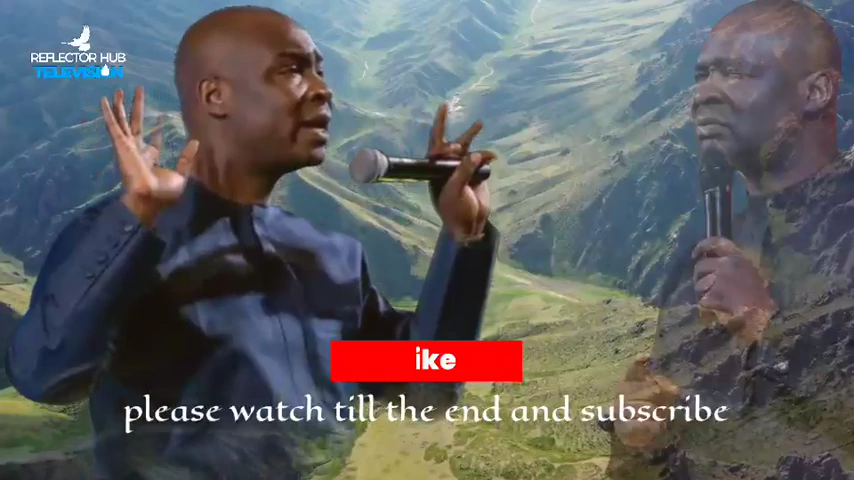 REFLECTOR HUB
TELEVISION
ike
please watch till the end and subscribe